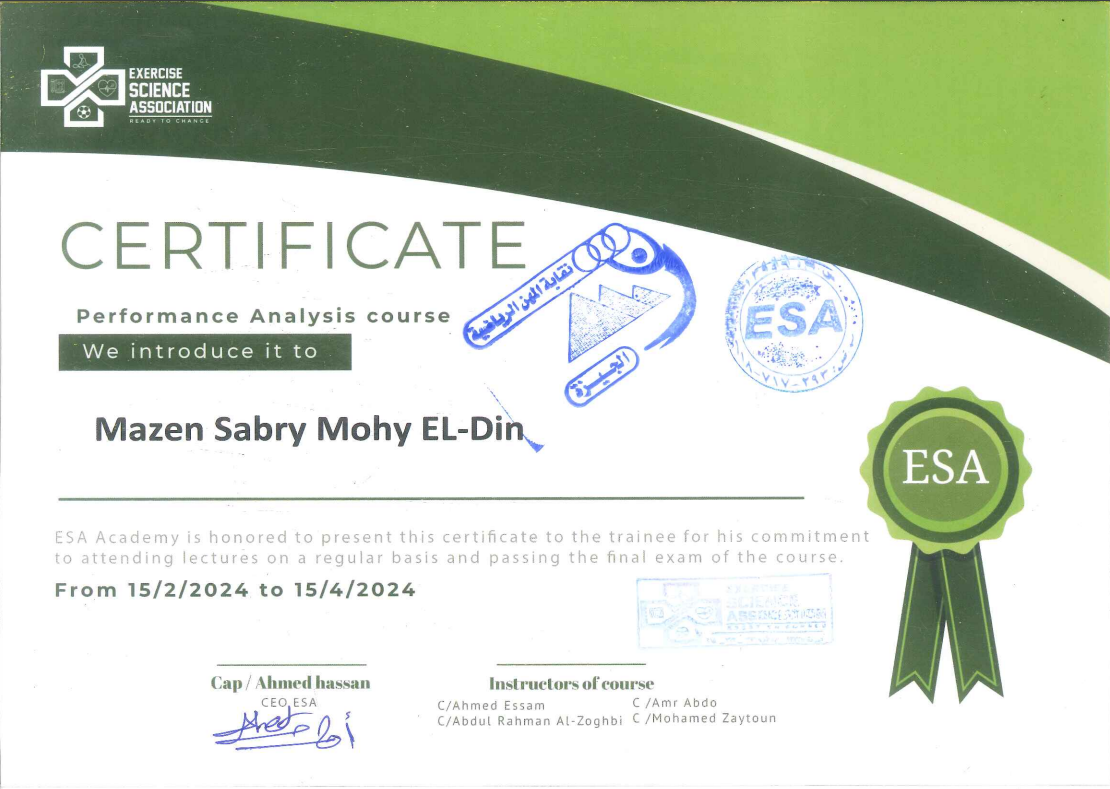 EXERCISE
SCIENCE
ASSOCIATION
READY TO CHANGE
CERTIFICATE
Performance Analysis course
We introduce it to
نقابة المهن الرياضية
الجيزة
ESA
Mazen Sabry Mohy EL-Din
ESA
ESA Academy is honored to present this certificate to the trainee for his commitment
to attending lectures on a regular basis and passing the final exam of the course.
From 15/2/2024 to 15/4/2024
EXERCISE
SCIENCE
ASSOCIATION
Cap / Ahmed hassan
CEO ESA
Instructors of course
C/Ahmed Essam
C /Amr Abdo
C/Abdul Rahman Al-Zoghbi
C /Mohamed Zaytoun